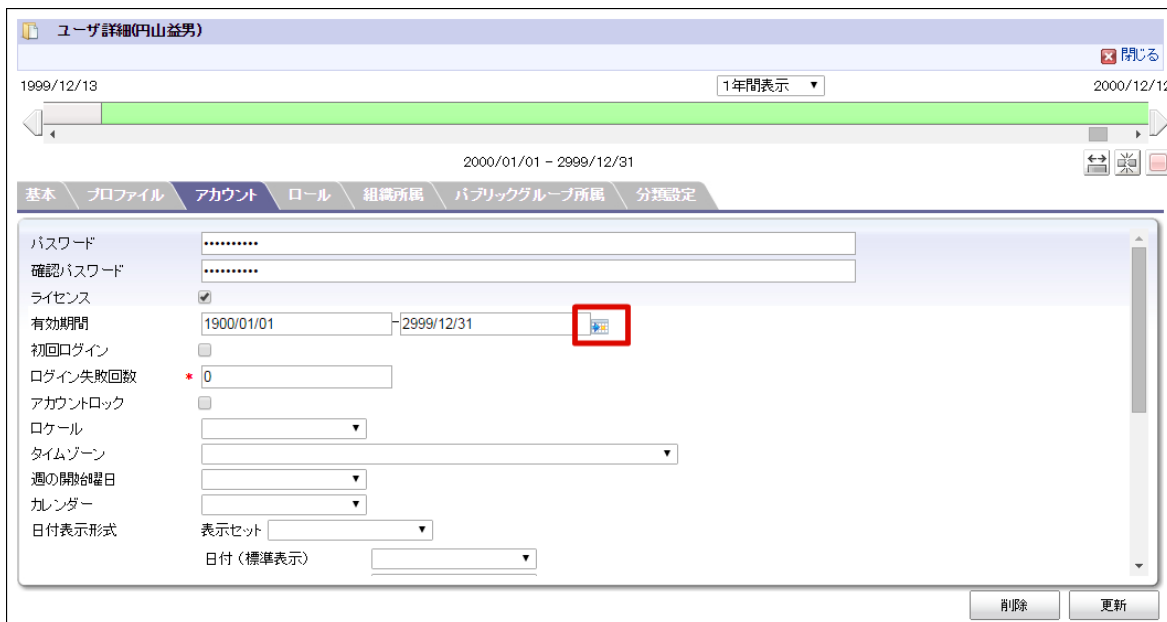 ユーザ詳細(円山益男)
閉じる
1999/12/13 1年間表示 2000/12/12
2000/01/01 - 2999/12/31
基本 プロファイル アカウント ロール 組織所属 パブリックグループ所属 分類設定
パスワード ••••••••••
確認パスワード ••••••••••
ライセンス
有効期間 1900/01/01 - 2999/12/31
初回ログイン
ログイン失敗回数 * 0
アカウントロック
ロケール
タイムゾーン
週の開始曜日
カレンダー
日付表示形式 表示セット
日付（標準表示）
削除 更新